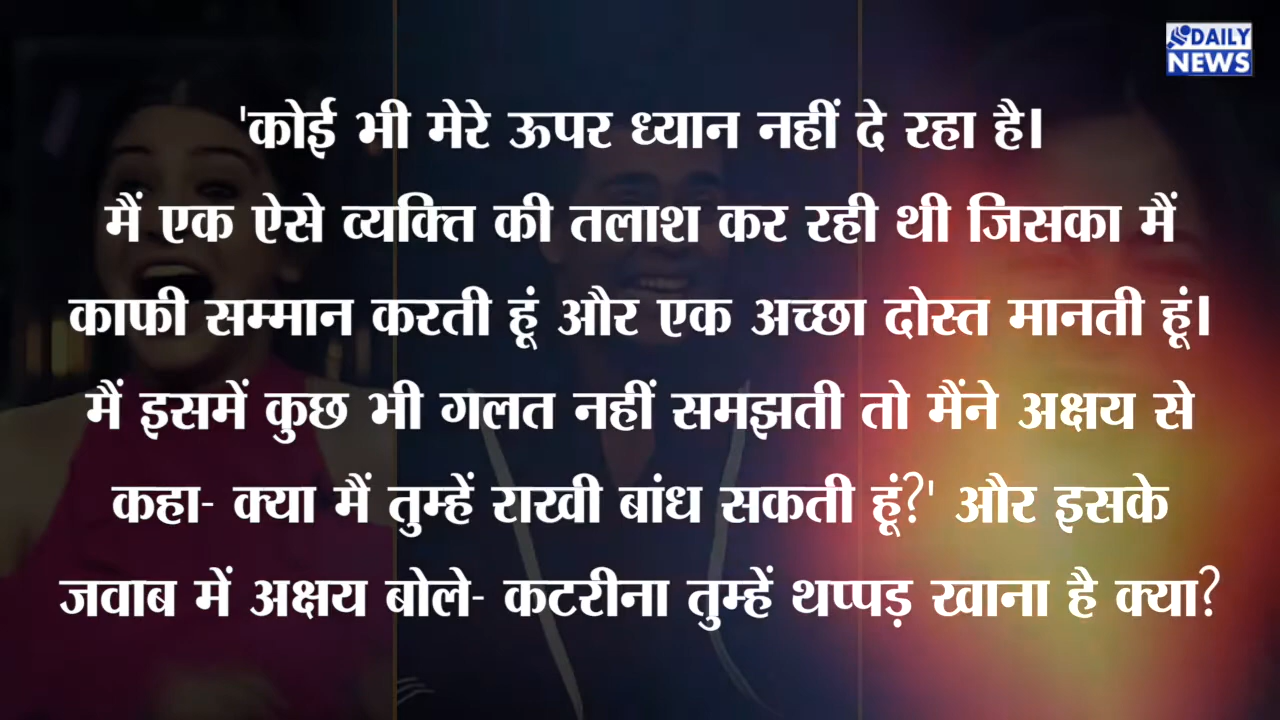 DAILY
NEWS
'कोई भी मेरे ऊपर ध्यान नहीं दे रहा है।
मैं एक ऐसे व्यक्ति की तलाश कर रही थी जिसका मैं
काफी सम्मान करती हूं और एक अच्छा दोस्त मानती हूं।
मैं इसमें कुछ भी गलत नहीं समझती तो मैंने अक्षय से
कहा- क्या मैं तुम्हें राखी बांध सकती हूं?' और इसके
जवाब में अक्षय बोले- कटरीना तुम्हें थप्पड़ खाना है क्या?